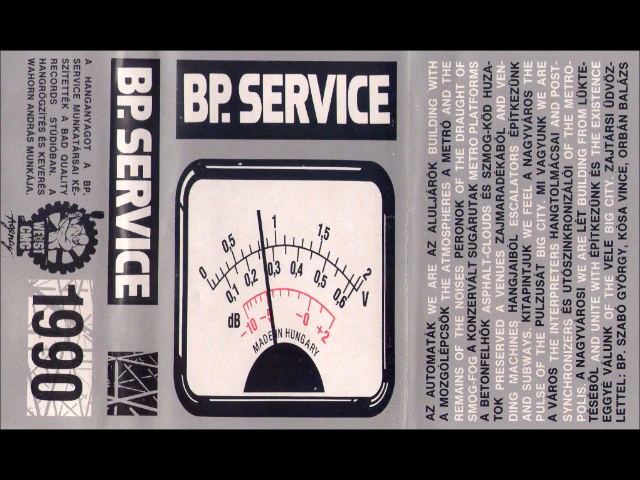 A HANGANYAGOT A BP.
SERVICE MUNKATÁRSAI KÉ-
SZÍTETTÉK A BAD QUALITY
RECORDS STÚDIÓBAN. A
HANGRÖGZÍTÉS ÉS KEVERÉS
WAHORN ANDRÁS MUNKÁJA.
1990
BP. SERVICE
BP. SERVICE
0 0.5 1 1,5 2
0 0,1 0,2 0,3 0,4 0,5 0,6 V
dB -10 -0 +2
MADE IN HUNGARY
AZ AUTOMATÁK WE ARE AZ ALULJÁRÓK BUILDING WITH
A MOZGÓLÉPCSŐK THE ATMOSPHERES A METRÓ AND THE
REMAINS OF THE NOISES PERONOK OF THE DRAUGHT OF
SMOG-FOG A KONZERVÁLT SUGÁRUTAK METRO PLATFORMS
A BETONFELHŐK ASPHALT-CLOUDS ÉS SZMOG-KÖD HUZA-
TOK PRESERVED A VENUES ZAJMARADÉKÁBÓL AND VEN-
DING MACHINES HANGJAIBÓL ESCALATORS ÉPÍTKEZÜNK
AND SUBWAYS. KITAPINTJUK WE FEEL A NAGYVÁROS THE
PULSE OF THE PULZUSÁT BIG CITY. MI VAGYUNK WE ARE
A VÁROS THE INTERPRETERS HANGTOLMÁCSAI AND POST-
SYNCHRONIZERS ÉS UTÓSZINKRONIZÁLÓI OF THE METRO-
POLIS. A NAGYVÁROSI WE ARE LÉT BUILDING FROM LÜKTE-
TÉSÉBŐL AND UNITE WITH ÉPÍTKEZÜNK ÉS THE EXISTENCE
EGGYÉ VALUNK OF THE VELE BIG CITY. ZAJTÁRSI ÜDVÖZ-
LETTEL: BP. SZABÓ GYÖRGY, KÓSA VINCE, ORBÁN BALÁZS